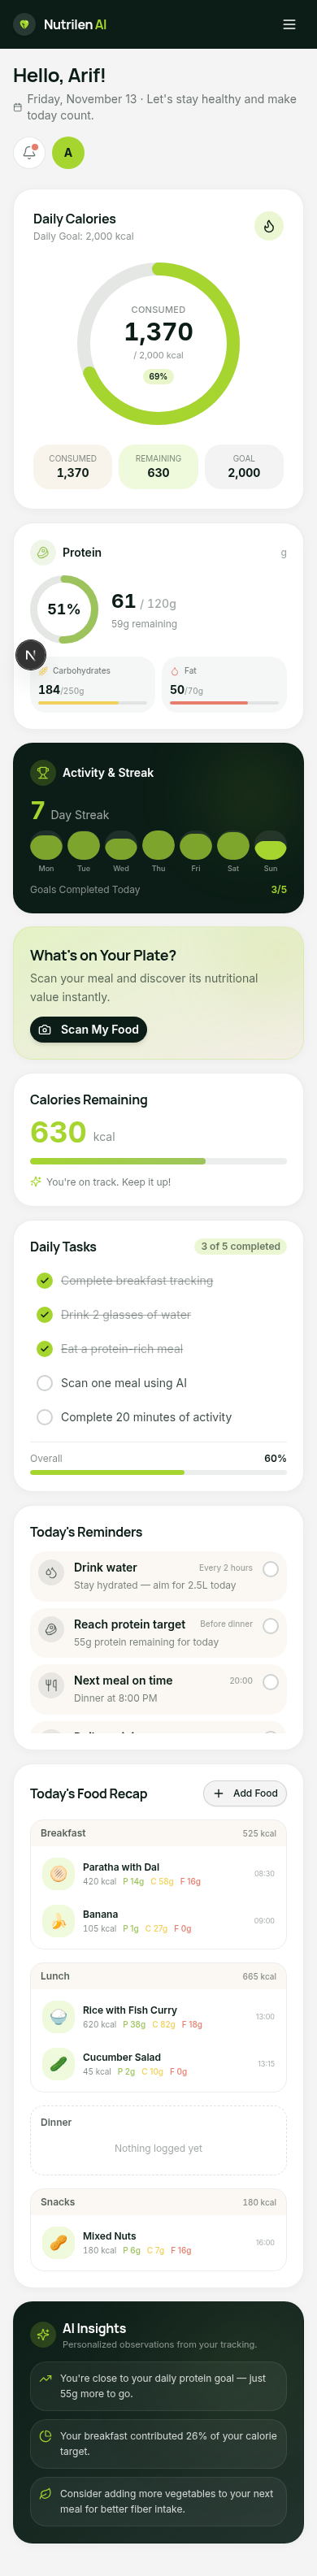 Nutrilen AI
Hello, Arif!
Friday, November 13 · Let's stay healthy and make
today count.
A
Daily Calories
Daily Goal: 2,000 kcal
CONSUMED
1,370
/ 2,000 kcal
69%
CONSUMED REMAINING GOAL
1,370 630 2,000
Protein g
51%
61 / 120g
59g remaining
N
Carbohydrates Fat
184/250g 50/70g
Activity & Streak
7 Day Streak
Mon Tue Wed Thu Fri Sat Sun
Goals Completed Today 3/5
What's on Your Plate?
Scan your meal and discover its nutritional
value instantly.
Scan My Food
Calories Remaining
630 kcal
You're on track. Keep it up!
Daily Tasks 3 of 5 completed
Complete breakfast tracking
Drink 2 glasses of water
Eat a protein-rich meal
Scan one meal using AI
Complete 20 minutes of activity
Overall 60%
Today's Reminders
Drink water Every 2 hours
Stay hydrated — aim for 2.5L today
Reach protein target Before dinner
55g protein remaining for today
Next meal on time 20:00
Dinner at 8:00 PM
Today's Food Recap + Add Food
Breakfast 525 kcal
Paratha with Dal 08:30
420 kcal P 14g C 58g F 16g
Banana 09:00
105 kcal P 1g C 27g F 0g
Lunch 665 kcal
Rice with Fish Curry 13:00
620 kcal P 38g C 82g F 18g
Cucumber Salad 13:15
45 kcal P 2g C 10g F 0g
Dinner
Nothing logged yet
Snacks 180 kcal
Mixed Nuts 16:00
180 kcal P 6g C 7g F 16g
AI Insights
Personalized observations from your tracking.
You're close to your daily protein goal — just
55g more to go.
Your breakfast contributed 26% of your calorie
target.
Consider adding more vegetables to your next
meal for better fiber intake.